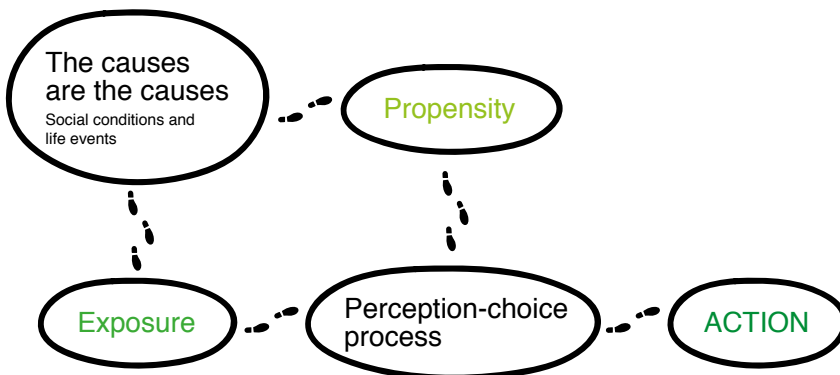 The causes
are the causes
Social conditions and
life events
Propensity
Exposure
Perception-choice
process
ACTION